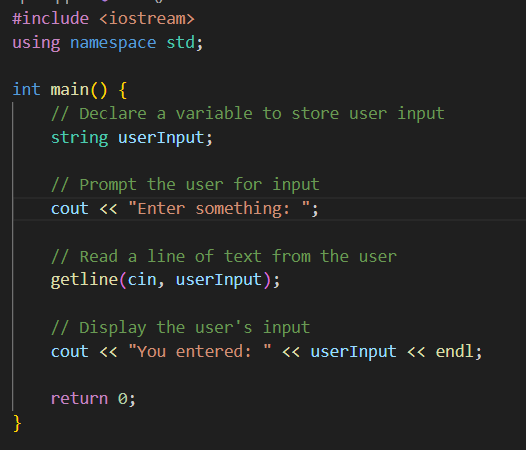 #include <iostream>
using namespace std;
int main() {
// Declare a variable to store user input
string userInput;
// Prompt the user for input
cout << "Enter something: ";
// Read a line of text from the user
getline(cin, userInput);
// Display the user's input
cout << "You entered: " << userInput << endl;
return 0;
}